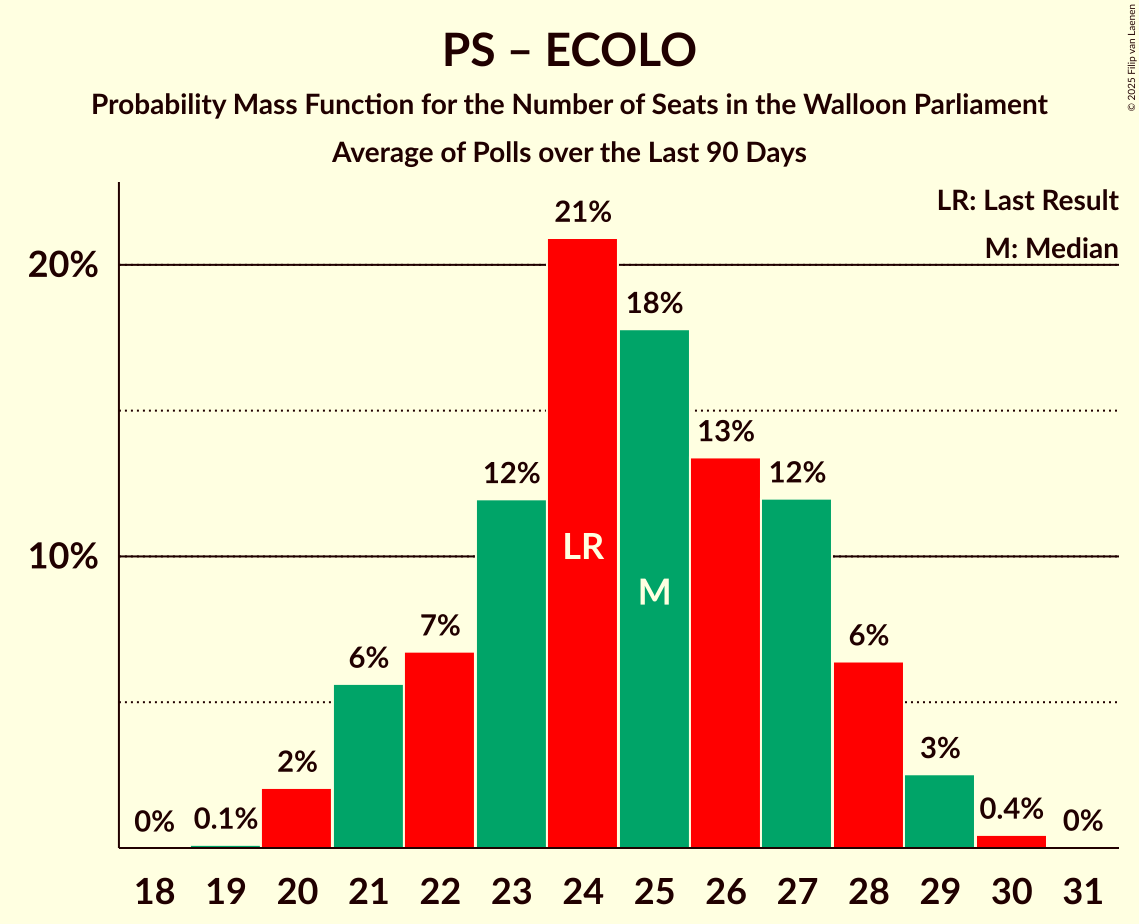 PS – ECOLO
Probability Mass Function for the Number of Seats in the Walloon Parliament
Average of Polls over the Last 90 Days
© 2025 Filip van Laenen
LR: Last Result
M: Median
20%
10%
0%
0.1%
2%
6%
7%
12%
21%
18%
13%
12%
6%
3%
0.4%
0%
LR
M
18 19 20 21 22 23 24 25 26 27 28 29 30 31